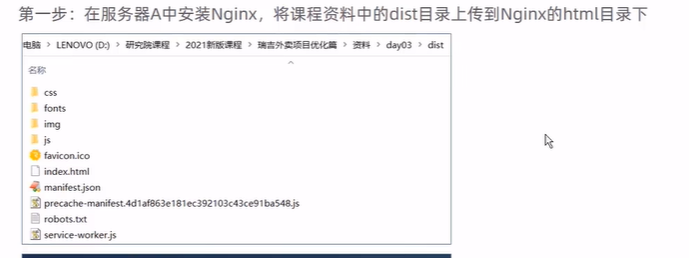 第一步：在服务器A中安装Nginx，将课程资料中的dist目录上传到Nginx的html目录下
电脑 > LENOVO (D:) > 研究院课程 > 2021新版课程 > 瑞吉外卖项目优化篇 > 资料 > day03 > dist
名称
css
fonts
img
js
favicon.ico
index.html
manifest.json
precache-manifest.4d1af863e181ec392103c43ce91ba548.js
robots.txt
service-worker.js